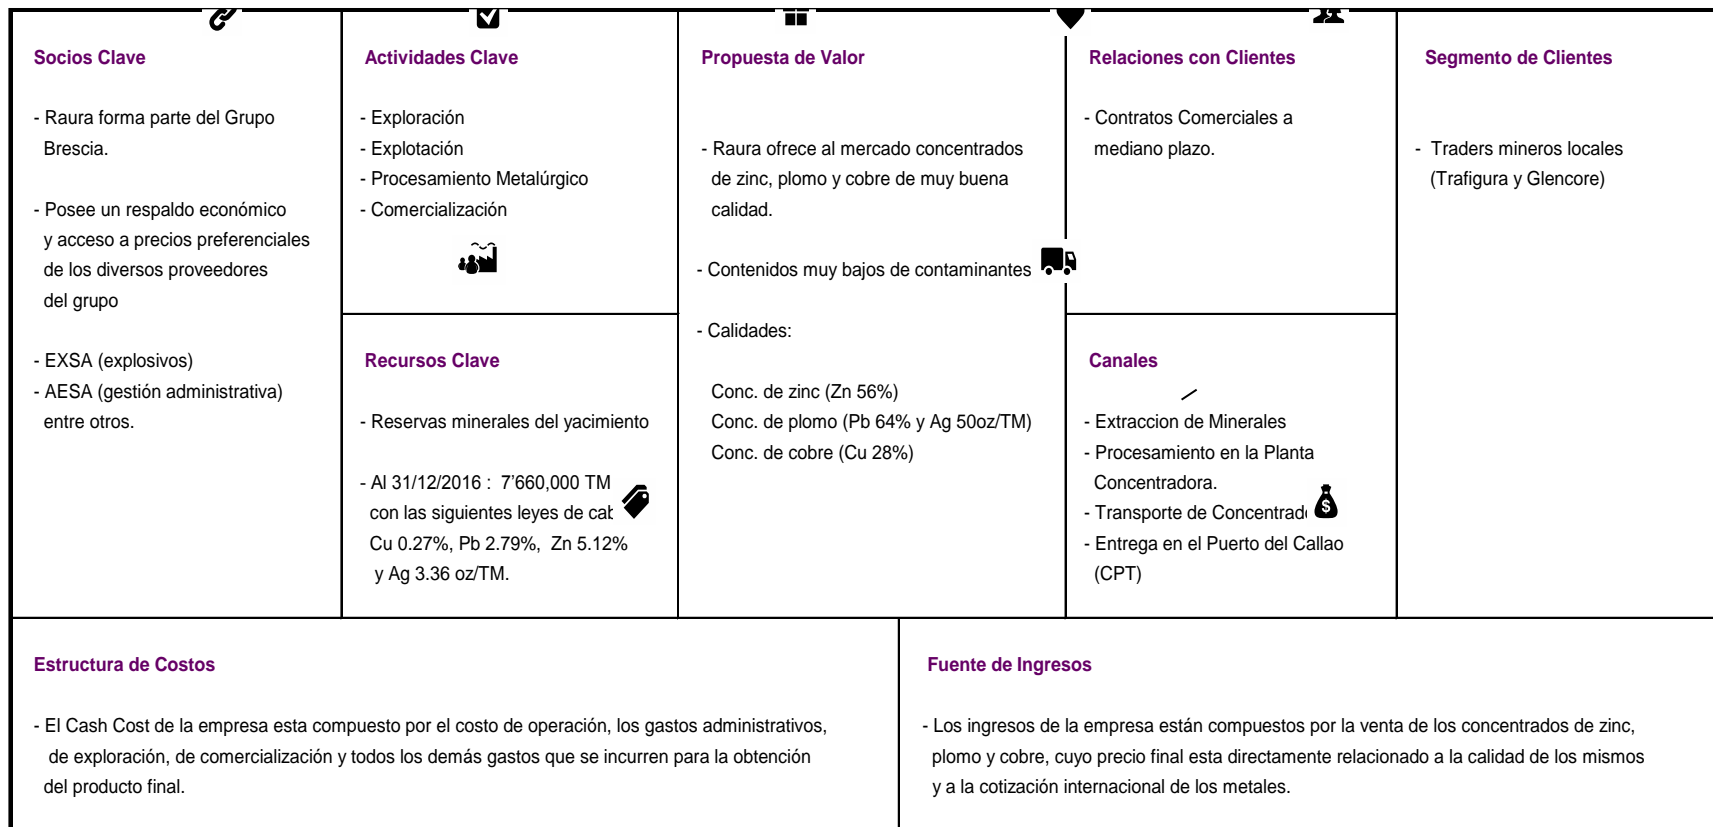 Socios Clave
- Raura forma parte del Grupo
Brescia.
- Posee un respaldo económico
y acceso a precios preferenciales
de los diversos proveedores
del grupo
- EXSA (explosivos)
- AESA (gestión administrativa)
entre otros.
Actividades Clave
- Exploración
- Explotación
- Procesamiento Metalúrgico
- Comercialización
Recursos Clave
- Reservas minerales del yacimiento
- Al 31/12/2016 : 7’660,000 TM
con las siguientes leyes de
Cu 0.27%, Pb 2.79%, Zn 5.12%
y Ag 3.36 oz/TM.
Propuesta de Valor
- Raura ofrece al mercado concentrados
de zinc, plomo y cobre de muy buena
calidad.
- Contenidos muy bajos de contaminantes
- Calidades:
Conc. de zinc (Zn 56%)
Conc. de plomo (Pb 64% y Ag 50oz/TM)
Conc. de cobre (Cu 28%)
Relaciones con Clientes
- Contratos Comerciales a
mediano plazo.
Canales
- Extraccion de Minerales
- Procesamiento en la Planta
Concentradora.
- Transporte de
- Entrega en el Puerto del Callao
(CPT)
Segmento de Clientes
- Traders mineros locales
(Trafigura y Glencore)
Estructura de Costos
- El Cash Cost de la empresa esta compuesto por el costo de operación, los gastos administrativos,
de exploración, de comercialización y todos los demás gastos que se incurren para la obtención
del producto final.
Fuente de Ingresos
- Los ingresos de la empresa están compuestos por la venta de los concentrados de zinc,
plomo y cobre, cuyo precio final esta directamente relacionado a la calidad de los mismos
y a la cotización internacional de los metales.